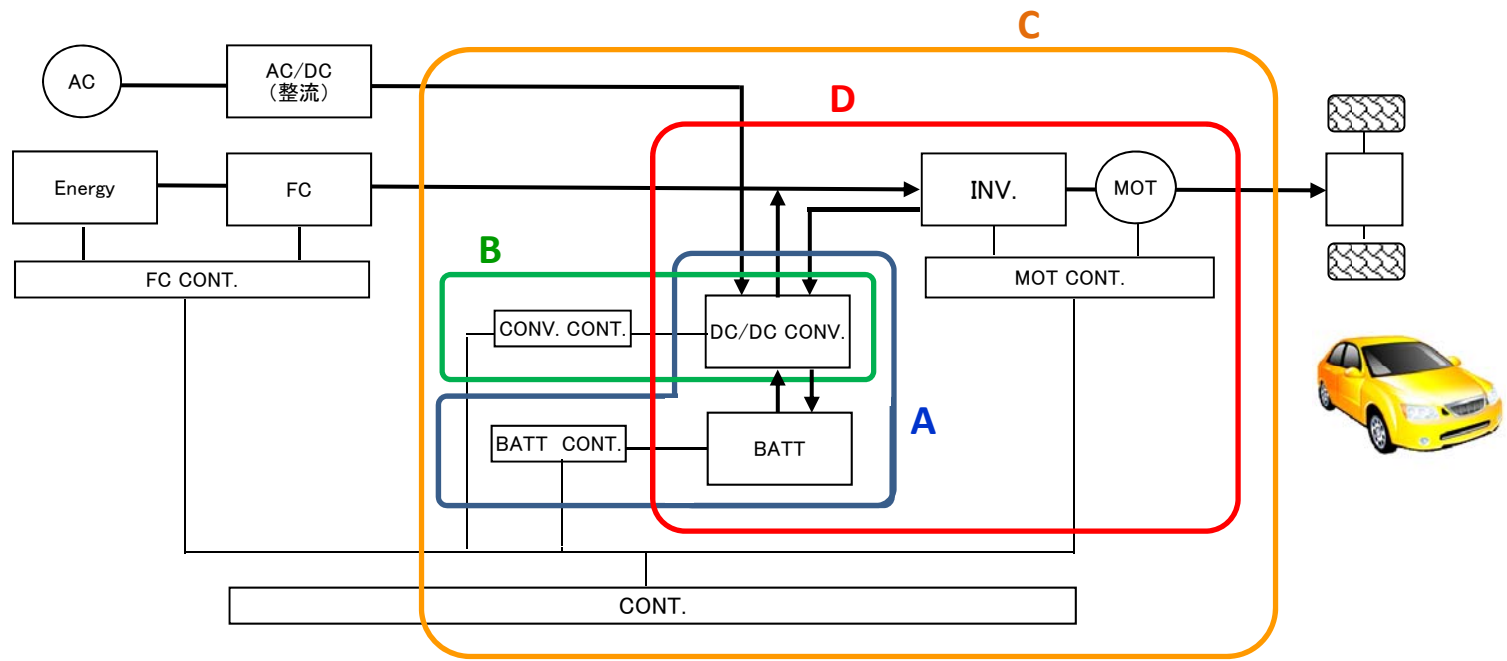 C
AC
AC/DC
（整流）
D
Energy
FC
INV.
MOT
B
FC CONT.
MOT CONT.
CONV. CONT.
DC/DC CONV.
A
BATT CONT.
BATT
CONT.